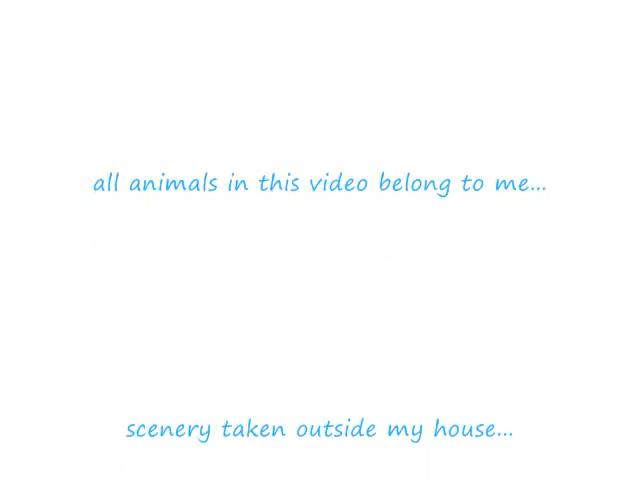 all animals in this video belong to me...
scenery taken outside my house...